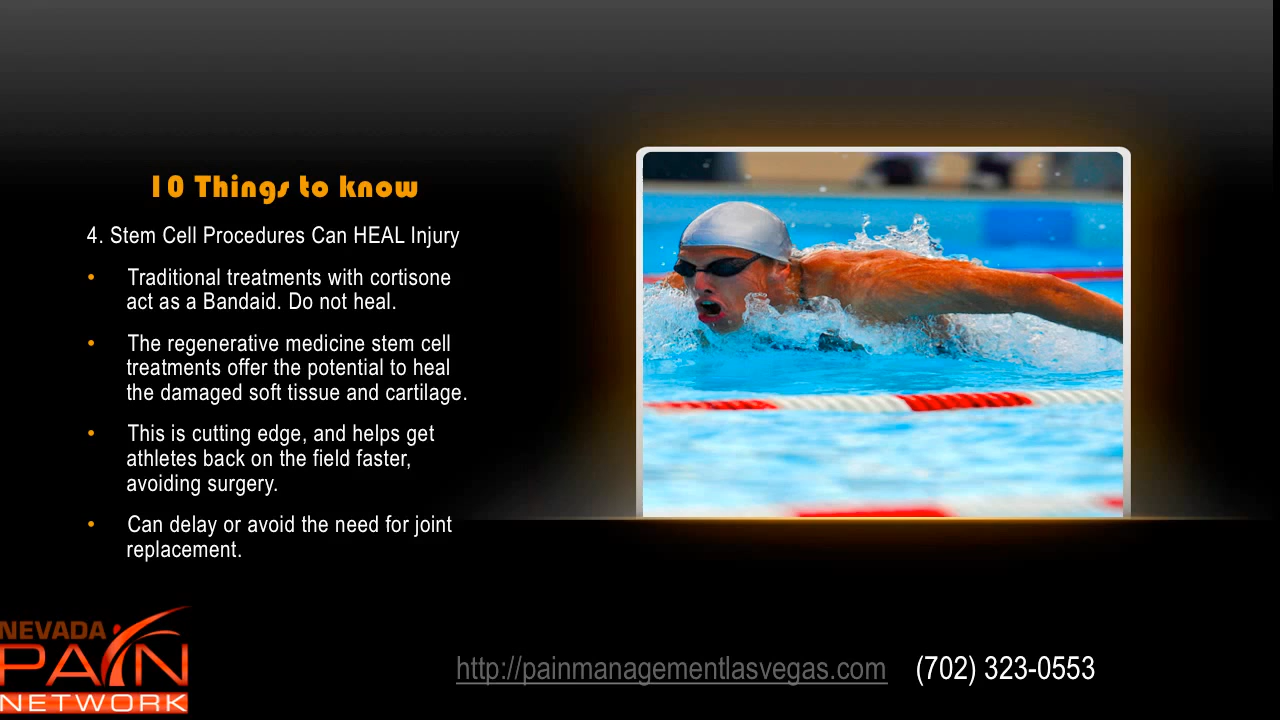 10 Things to know
4. Stem Cell Procedures Can HEAL Injury
• Traditional treatments with cortisone
act as a Bandaid. Do not heal.
• The regenerative medicine stem cell
treatments offer the potential to heal
the damaged soft tissue and cartilage.
• This is cutting edge, and helps get
athletes back on the field faster,
avoiding surgery.
• Can delay or avoid the need for joint
replacement.
NEVADA
PAIN
NETWORK
http://painmanagementlasvegas.com (702) 323-0553